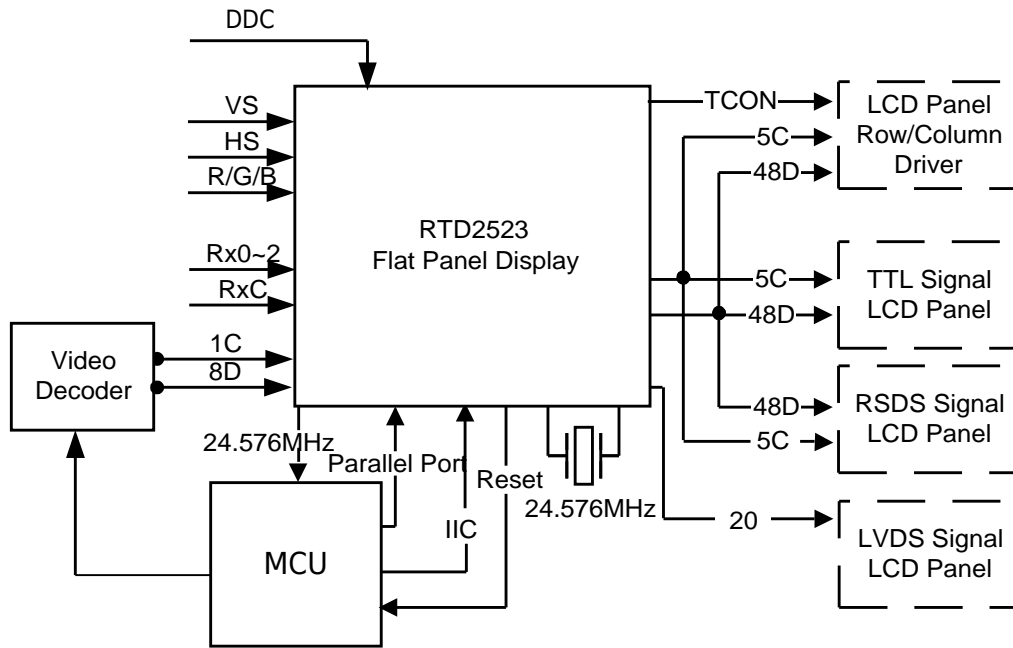 DDC
VS
HS
R/G/B
Rx0~2
RxC
1C
8D
Video
Decoder
RTD2523
Flat Panel Display
TCON
5C
48D
LCD Panel
Row/Column
Driver
5C
48D
TTL Signal
LCD Panel
48D
5C
RSDS Signal
LCD Panel
20
LVDS Signal
LCD Panel
24.576MHz
Parallel Port
IIC
Reset
24.576MHz
MCU